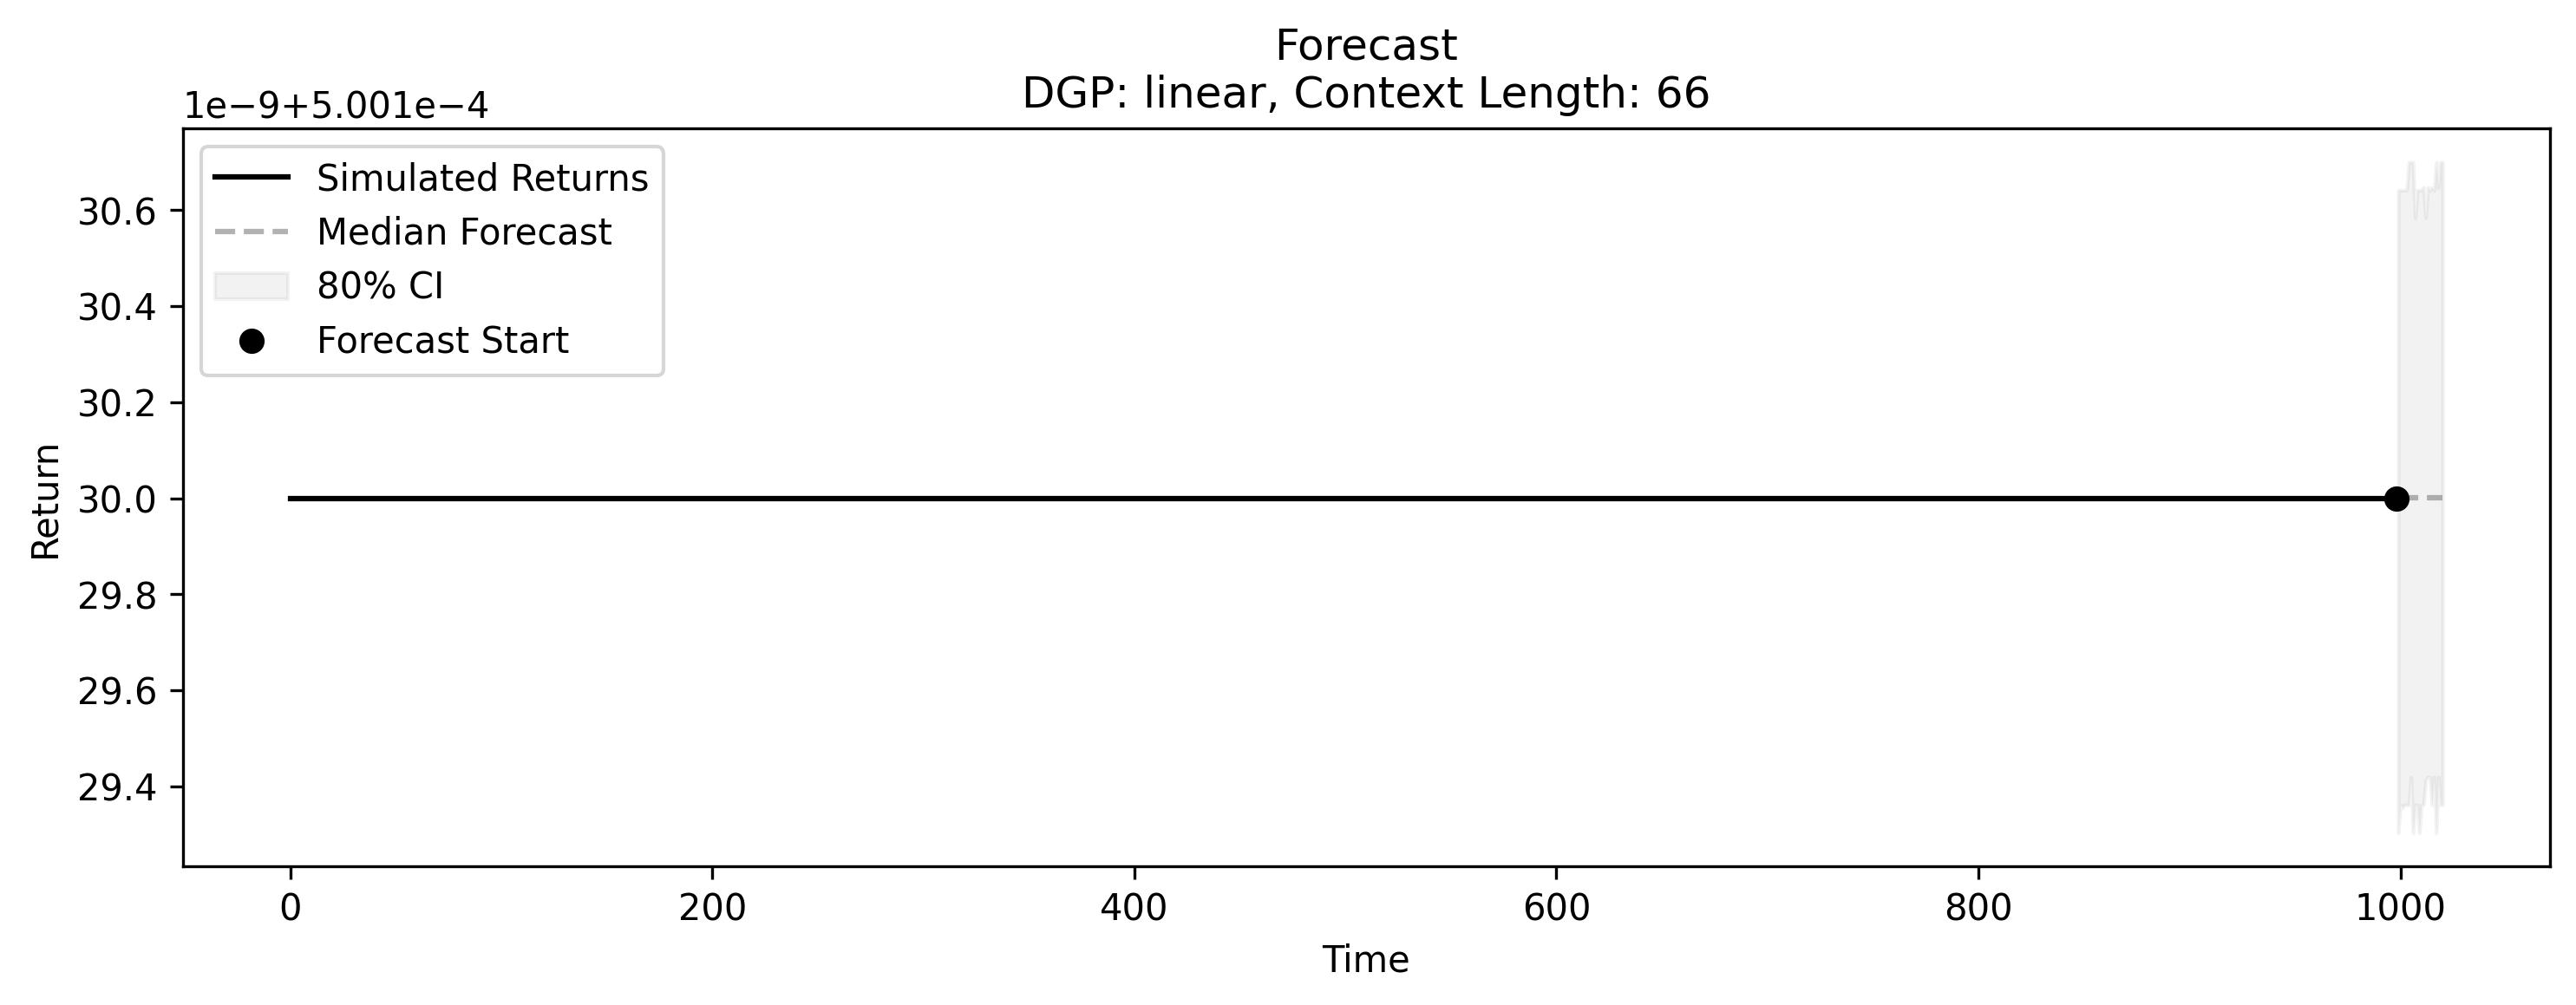 Forecast
DGP: linear, Context Length: 66
1e−9+5.001e−4
Simulated Returns
Median Forecast
80% CI
Forecast Start
30.6
30.4
30.2
30.0
29.8
29.6
29.4
Return
0
200
400
600
800
1000
Time